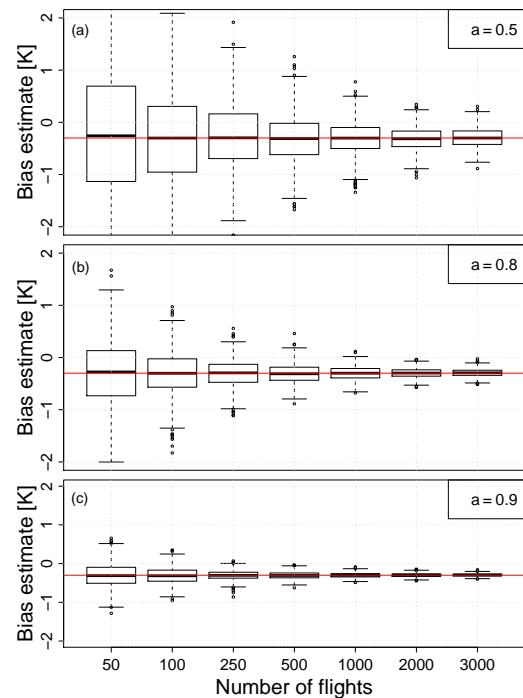 (a)
a = 0.5
Bias estimate [K]
2
1
0
−1
−2
(b)
a = 0.8
Bias estimate [K]
2
1
0
−1
−2
(c)
a = 0.9
Bias estimate [K]
2
1
0
−1
−2
50 100 250 500 1000 2000 3000
Number of flights